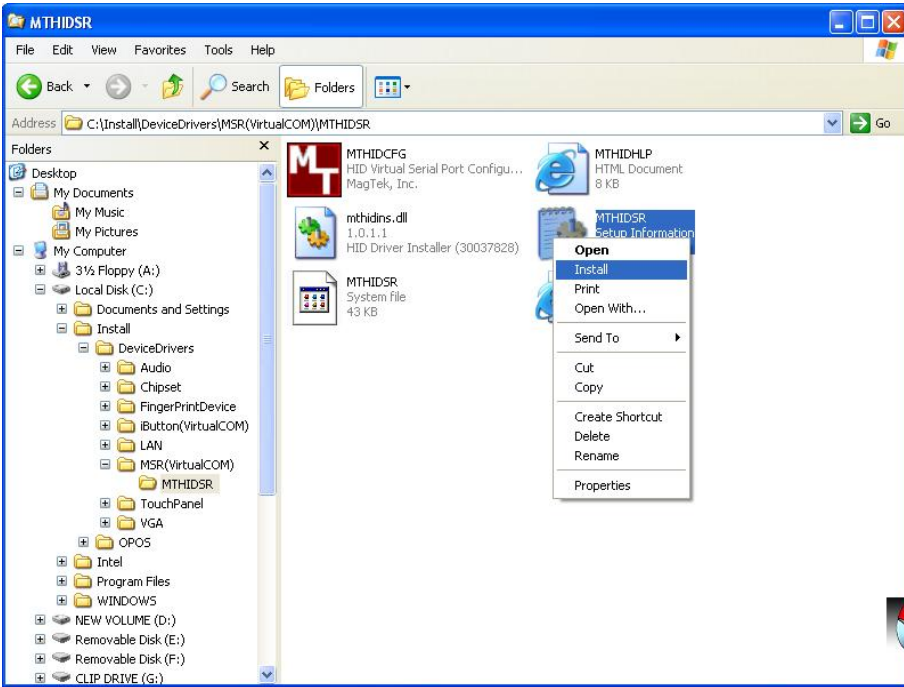 MTHIDSR
File Edit View Favorites Tools Help
Back Search Folders
Address C:\Install\DeviceDrivers\MSR(VirtualCOM)\MTHIDSR Go
Folders
Desktop
My Documents
My Music
My Pictures
My Computer
3½ Floppy (A:)
Local Disk (C:)
Documents and Settings
Install
DeviceDrivers
Audio
Chipset
FingerPrintDevice
iButton(VirtualCOM)
LAN
MSR(VirtualCOM)
MTHIDSR
TouchPanel
VGA
OPOS
Intel
Program Files
WINDOWS
NEW VOLUME (D:)
Removable Disk (E:)
Removable Disk (F:)
CLIP DRIVE (G:)
MTHIDCFG
HID Virtual Serial Port Configu...
MagTek, Inc.
MTHIDHLP
HTML Document
8 KB
mthidins.dll
1.0.1.1
HID Driver Installer (30037828)
MTHIDSR
Setup Information
MTHIDSR
System file
43 KB
Open
Install
Print
Open With...
Send To
Cut
Copy
Create Shortcut
Delete
Rename
Properties